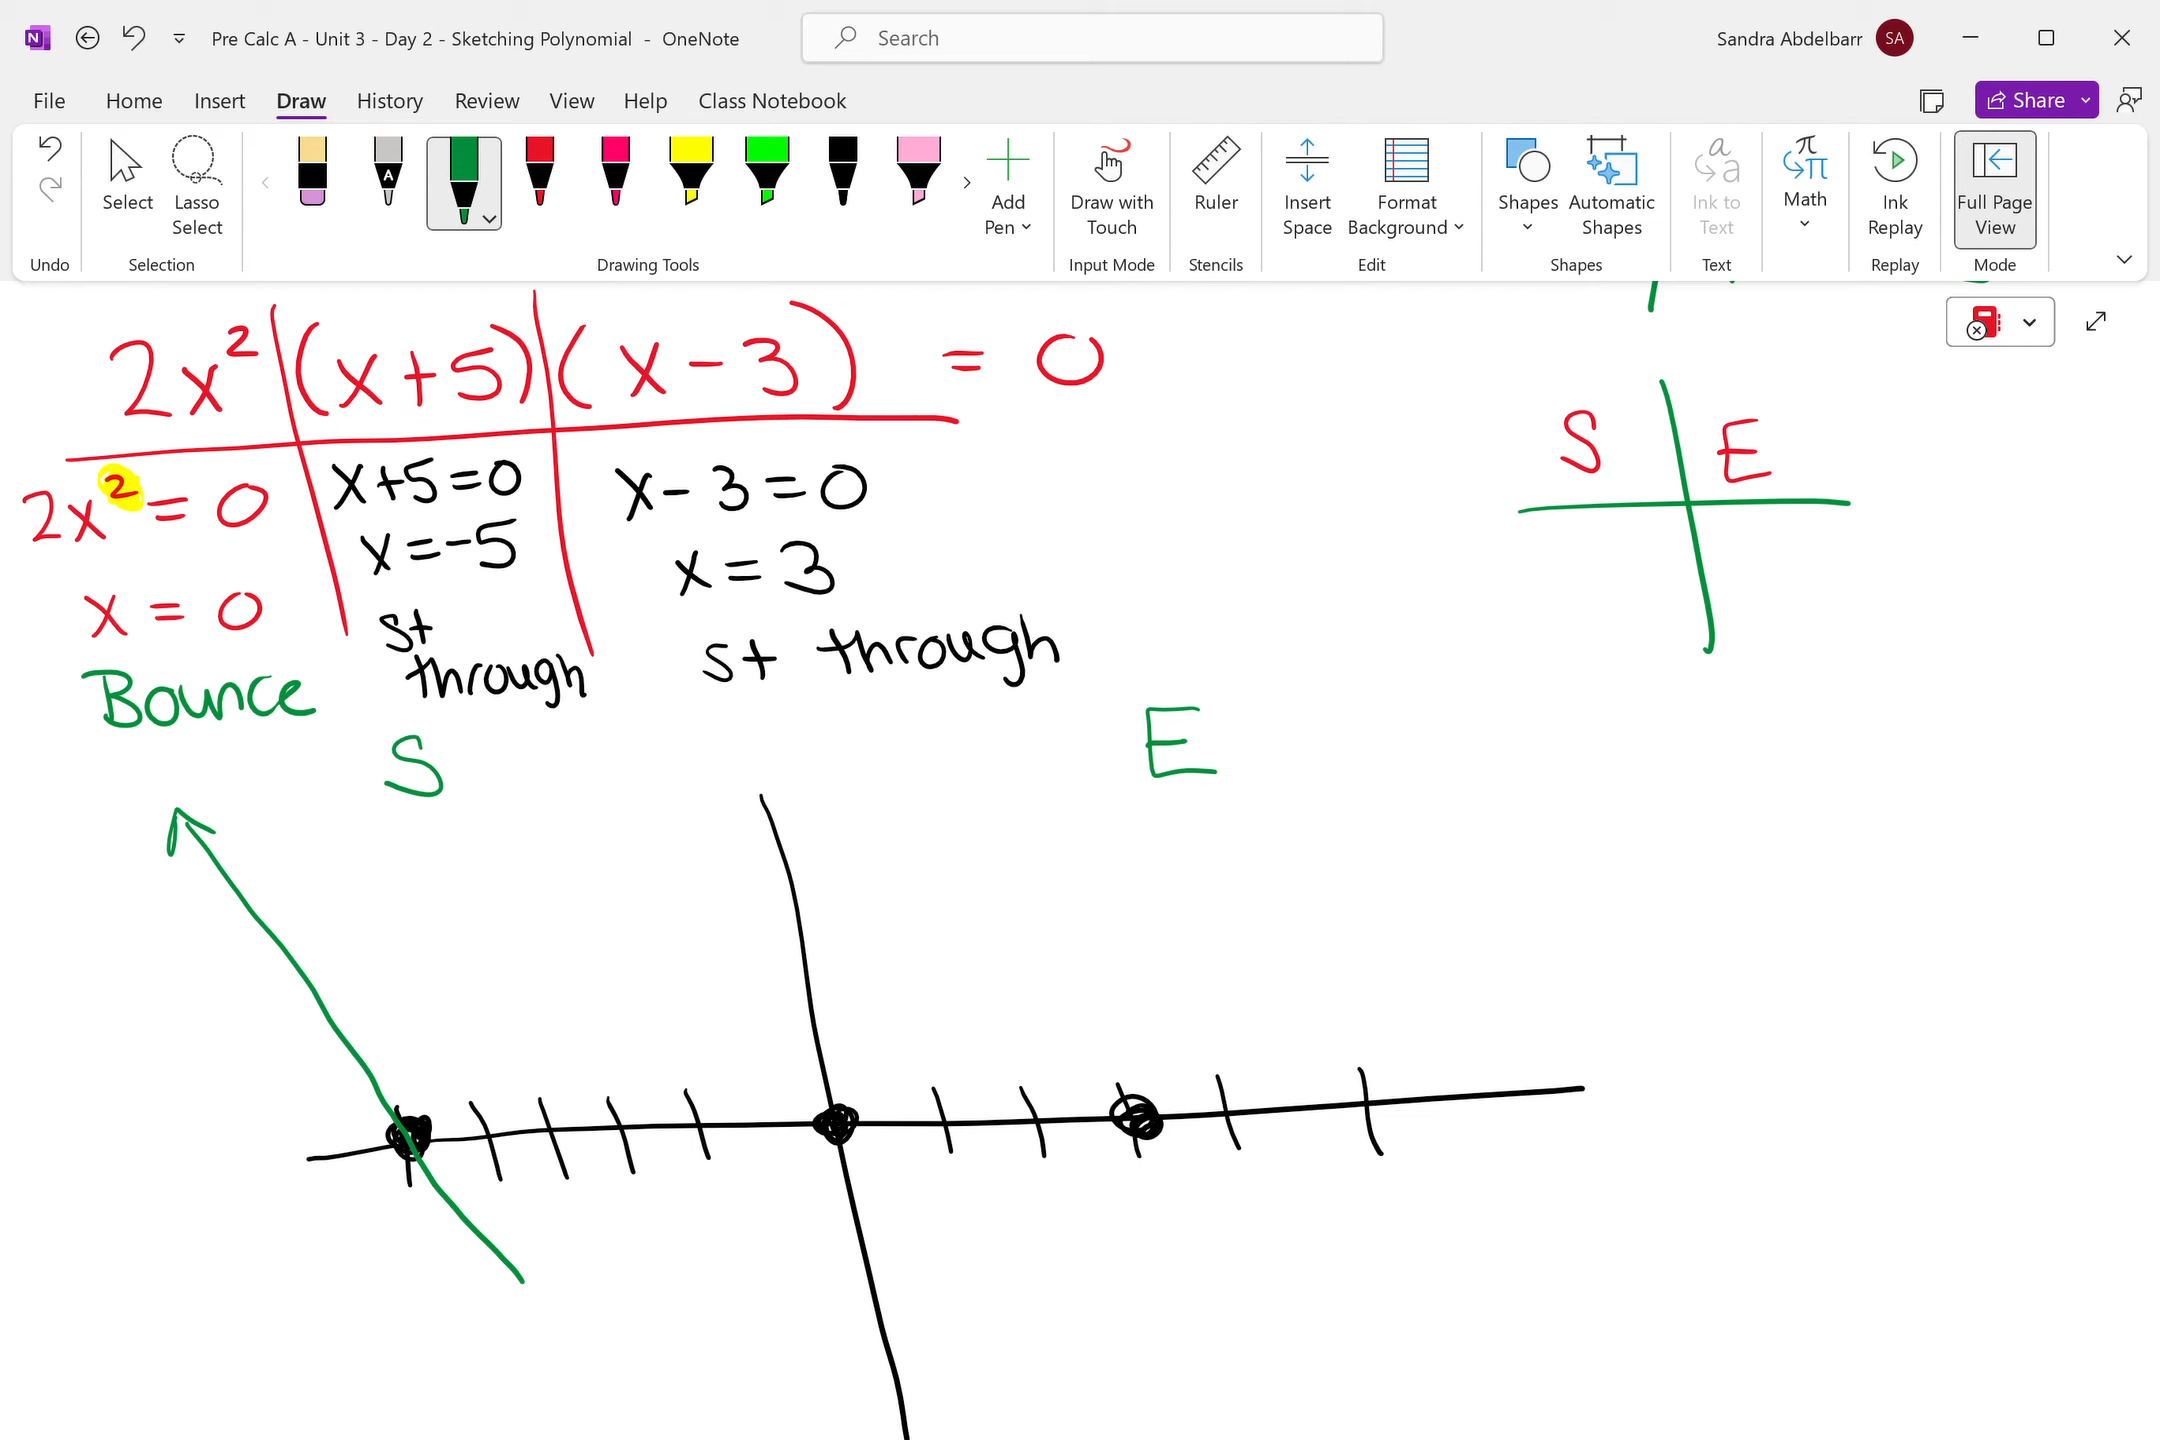 Pre Calc A - Unit 3 - Day 2 - Sketching Polynomial - OneNote
Search
Sandra Abdelbarr
SA
File Home Insert Draw History Review View Help Class Notebook
Share
Select
Lasso Select
A
Add Pen
Draw with Touch
Ruler
Insert Space
Format Background
Shapes
Automatic Shapes
Ink to Text
Math
Ink Replay
Full Page View
Undo
Selection
Drawing Tools
Input Mode
Stencils
Edit
Shapes
Text
Replay
Mode
2x² (x+5)(x-3) = 0
2x² = 0
x = 0
Bounce
x+5=0
x=-5
st
through
x-3=0
x=3
st through
S E
S E